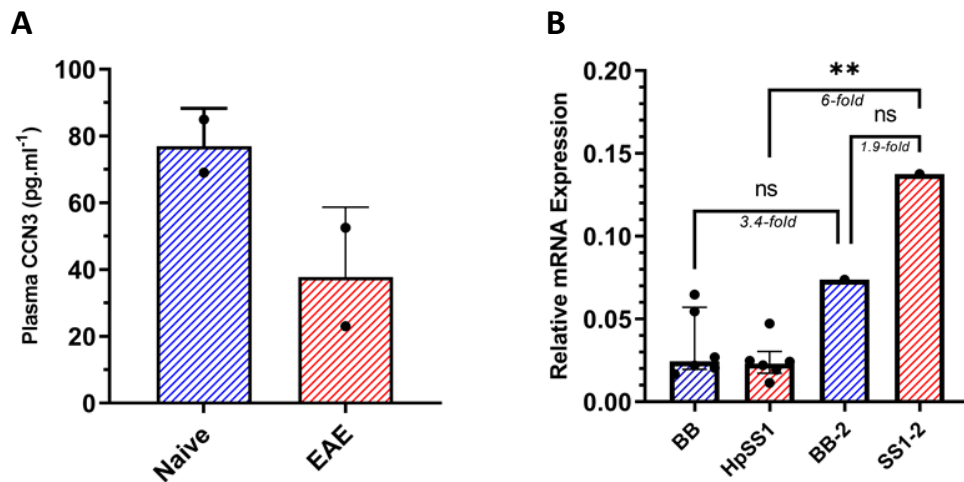 A
B
100
80
60
40
20
0
Plasma CCN3 (pg.ml⁻¹)
Naive
EAE
0.20
0.15
0.10
0.05
0.00
Relative mRNA Expression
**
6-fold
ns
1.9-fold
ns
3.4-fold
BB
HpSS1
BB-2
SS1-2